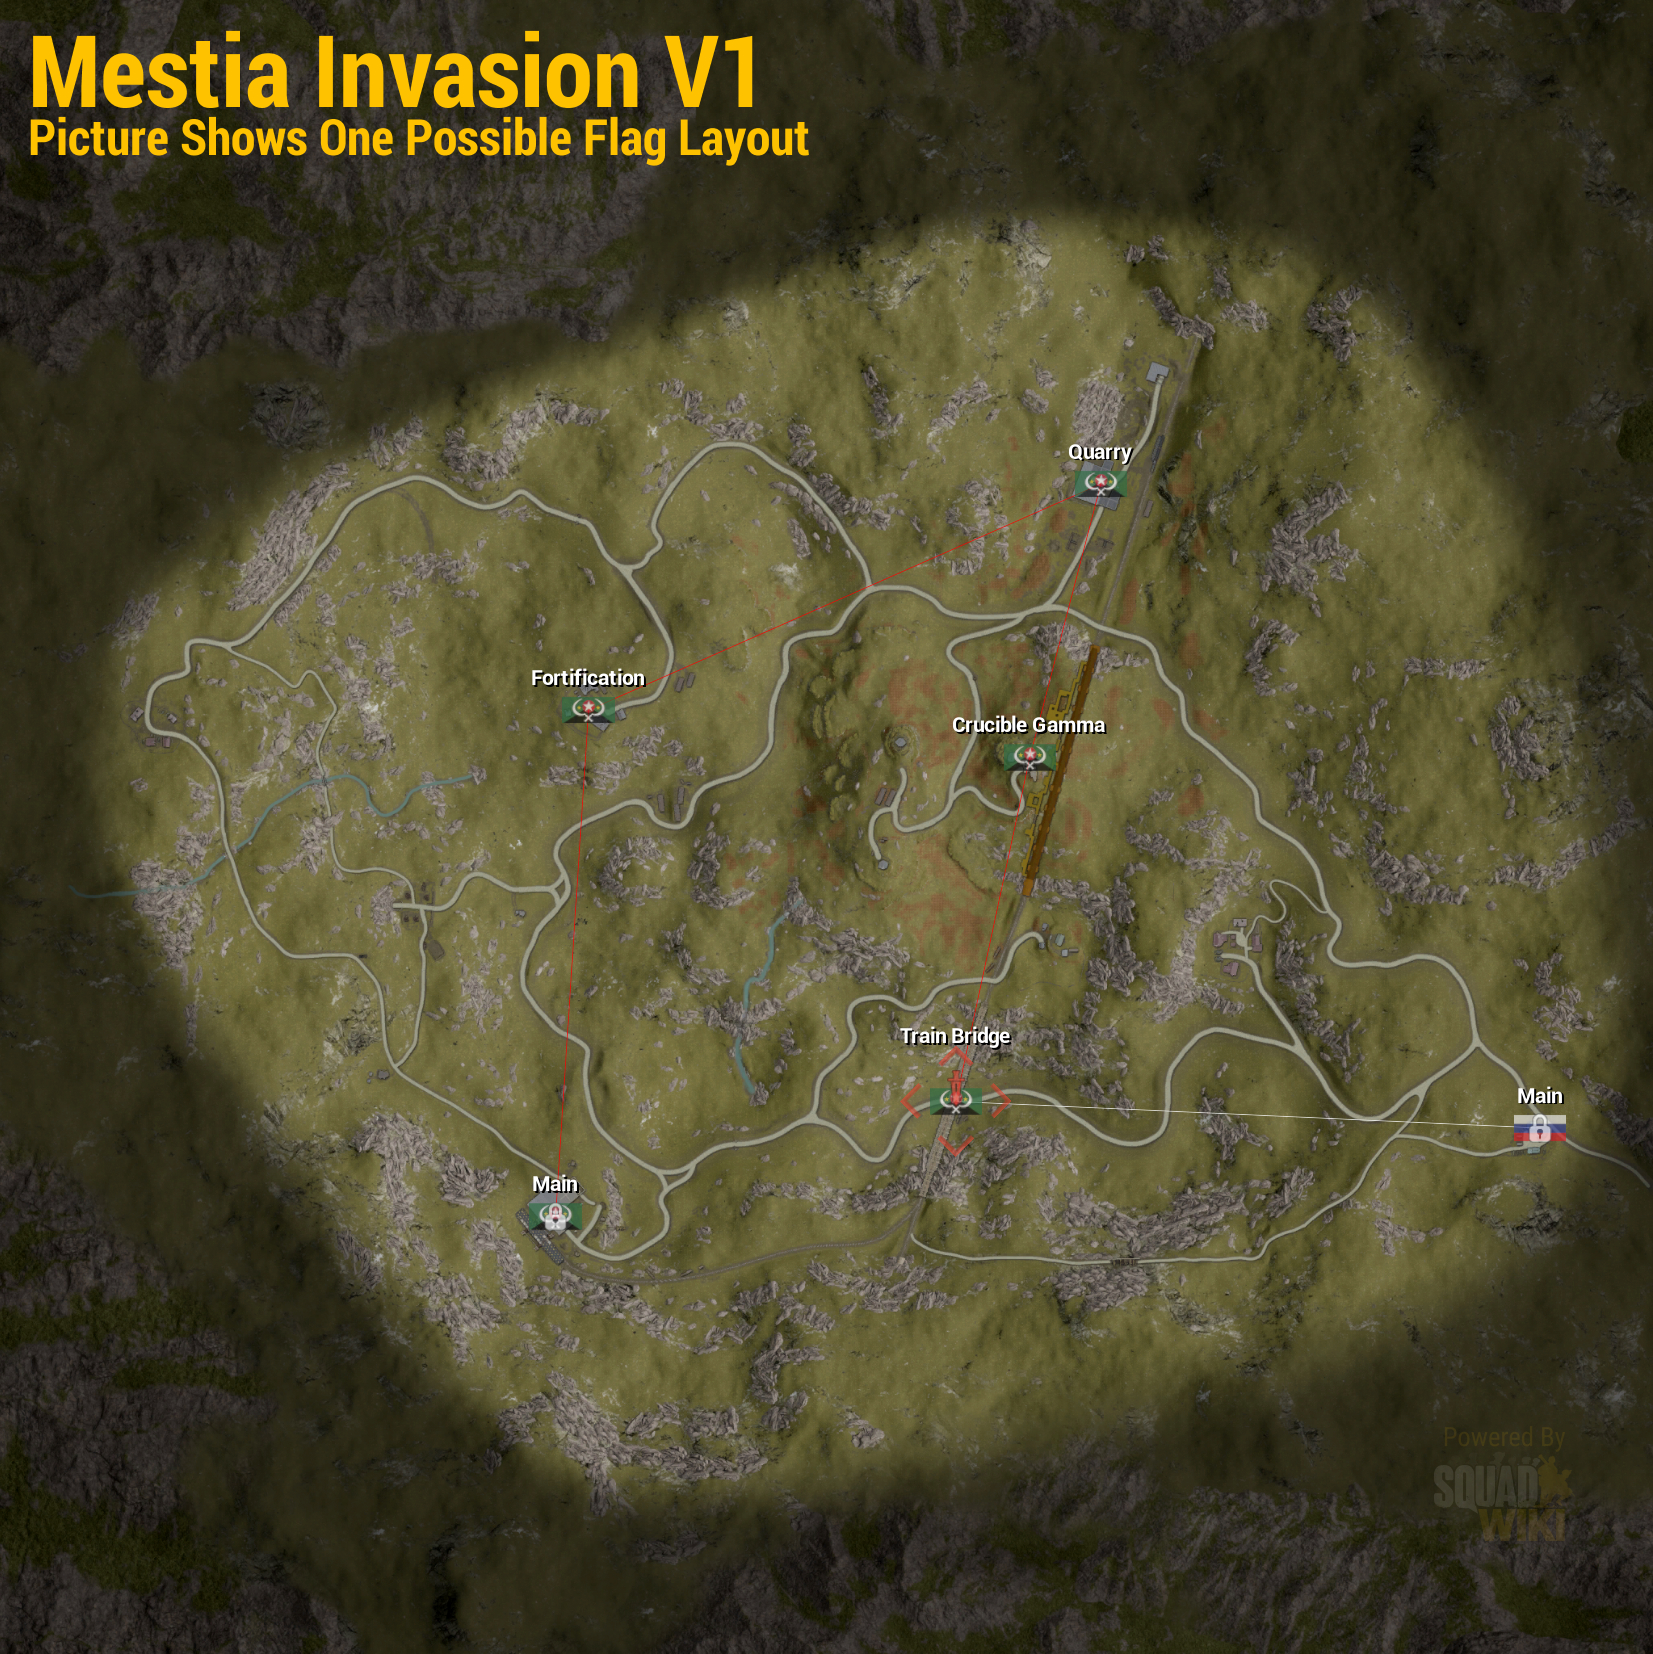 Mestia Invasion V1
Picture Shows One Possible Flag Layout
Quarry
Fortification
Crucible Gamma
Train Bridge
Main
Main
Powered By
SQUAD
WIKI